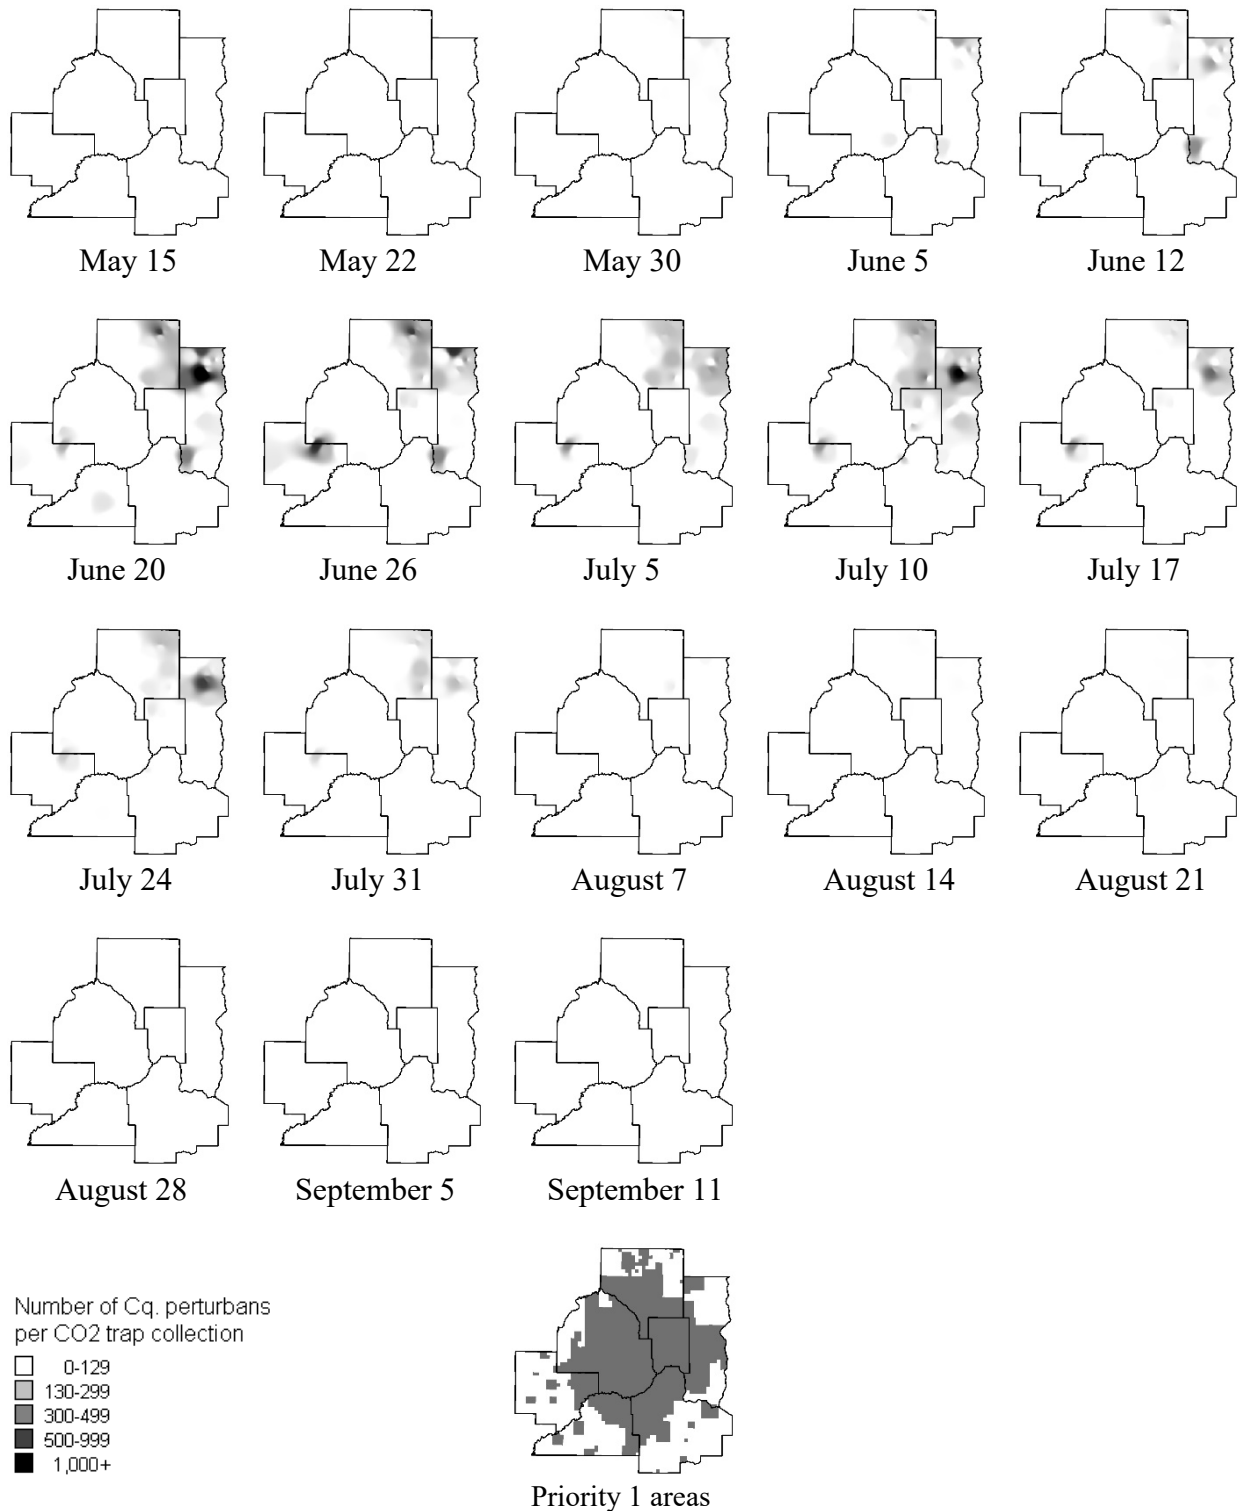 May 15
May 22
May 30
June 5
June 12
June 20
June 26
July 5
July 10
July 17
July 24
July 31
August 7
August 14
August 21
August 28
September 5
September 11
Number of Cq. perturbans
per CO2 trap collection
0-129
130-299
300-499
500-999
1,000+
Priority 1 areas